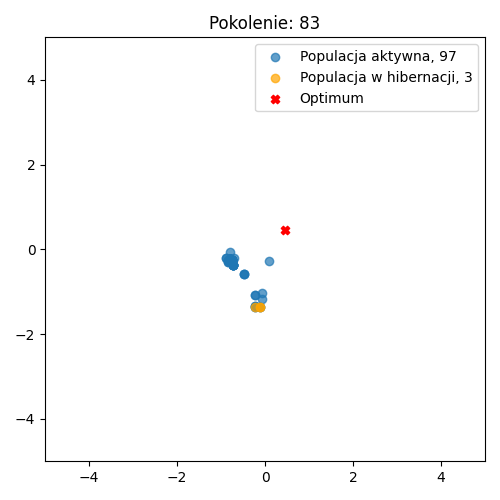 Pokolenie: 83
Populacja aktywna, 97
Populacja w hibernacji, 3
Optimum
4
2
0
−2
−4
−4 −2 0 2 4